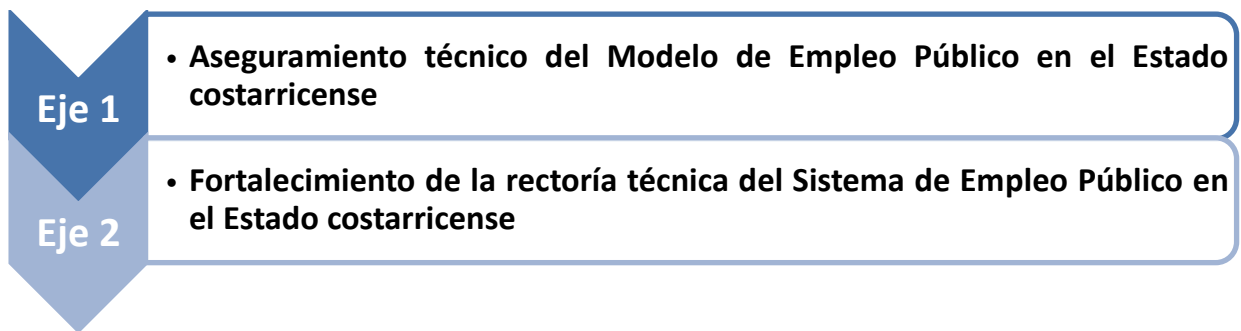 Eje 1
• Aseguramiento técnico del Modelo de Empleo Público en el Estado
costarricense
Eje 2
• Fortalecimiento de la rectoría técnica del Sistema de Empleo Público en
el Estado costarricense